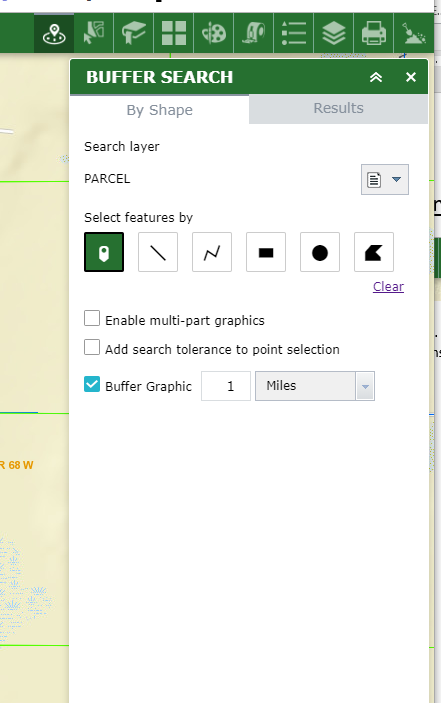 BUFFER SEARCH
By Shape
Results
Search layer
PARCEL
Select features by
Clear
Enable multi-part graphics
Add search tolerance to point selection
Buffer Graphic 1 Miles
R 68 W